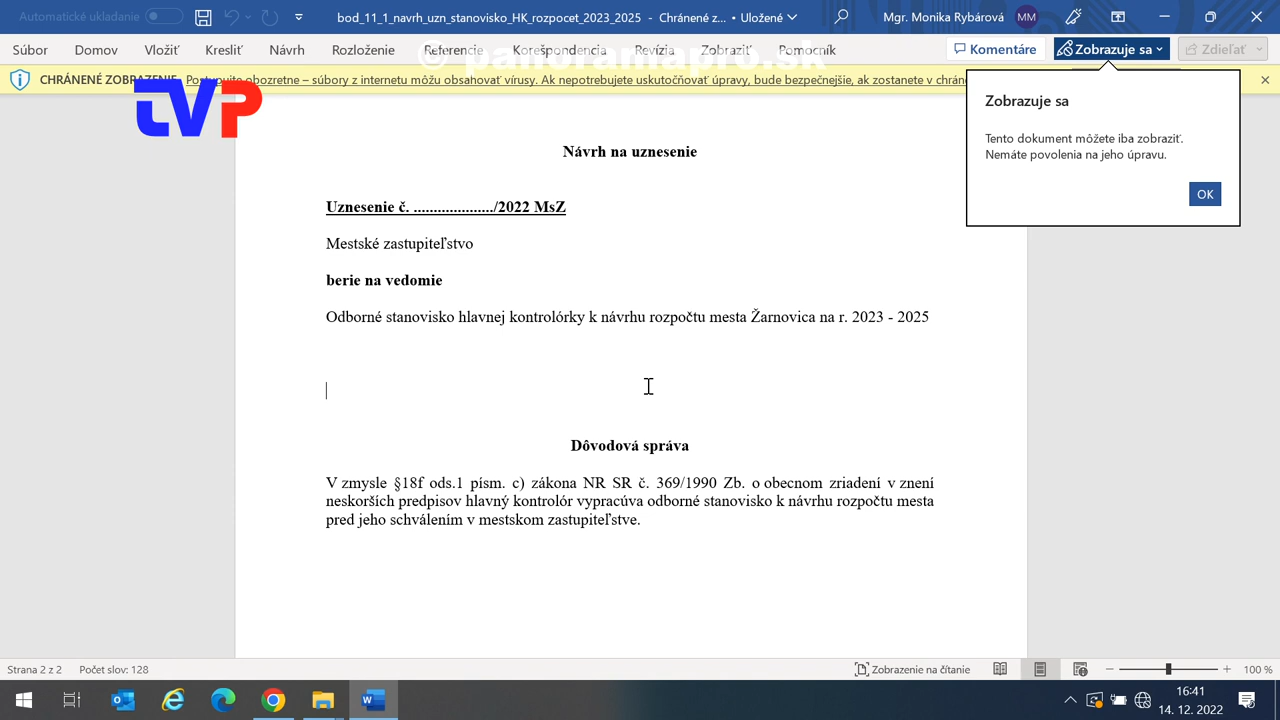 Automatické ukladanie
bod_11_1_navrh_uzn_stanovisko_HK_rozpocet_2023_2025 - Chránené z... • Uložené
Mgr. Monika Rybárová
MM
Súbor Domov Vložiť Kresliť Návrh Rozloženie Referencie Korešpondencia Revízia Zobraziť Pomocník
Komentáre
Zobrazuje sa
Zdieľať
CHRÁNENÉ ZOBRAZENIE Postupujte obozretne – súbory z internetu môžu obsahovať vírusy. Ak nepotrebujete uskutočňovať úpravy, bude bezpečnejšie, ak zostanete v chráne
TVP
Zobrazuje sa
Tento dokument môžete iba zobraziť.
Nemáte povolenia na jeho úpravu.
OK
Návrh na uznesenie
Uznesenie č. ...................../2022 MsZ
Mestské zastupiteľstvo
berie na vedomie
Odborné stanovisko hlavnej kontrolórky k návrhu rozpočtu mesta Žarnovica na r. 2023 - 2025
Dôvodová správa
V zmysle §18f ods.1 písm. c) zákona NR SR č. 369/1990 Zb. o obecnom zriadení v znení
neskorších predpisov hlavný kontrolór vypracúva odborné stanovisko k návrhu rozpočtu mesta
pred jeho schválením v mestskom zastupiteľstve.
Strana 2 z 2 Počet slov: 128
Zobrazenie na čítanie
100 %
16:41
14. 12. 2022